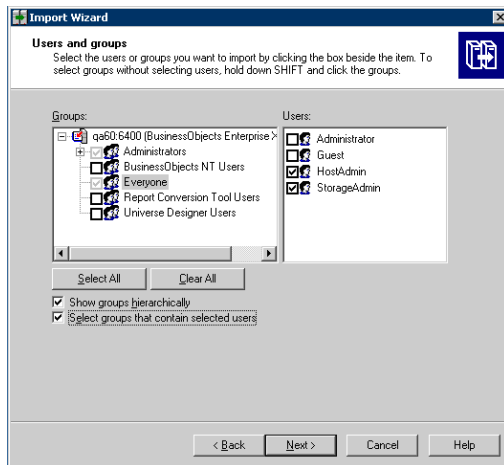 Import Wizard
Users and groups
Select the users or groups you want to import by clicking the box beside the item. To
select groups without selecting users, hold down SHIFT and click the groups.
Groups:
Users:
qa60:6400 (BusinessObjects Enterprise X
Administrators
BusinessObjects NT Users
Everyone
Report Conversion Tool Users
Universe Designer Users
Administrator
Guest
HostAdmin
StorageAdmin
Select All
Clear All
Show groups hierarchically
Select groups that contain selected users
< Back
Next >
Cancel
Help